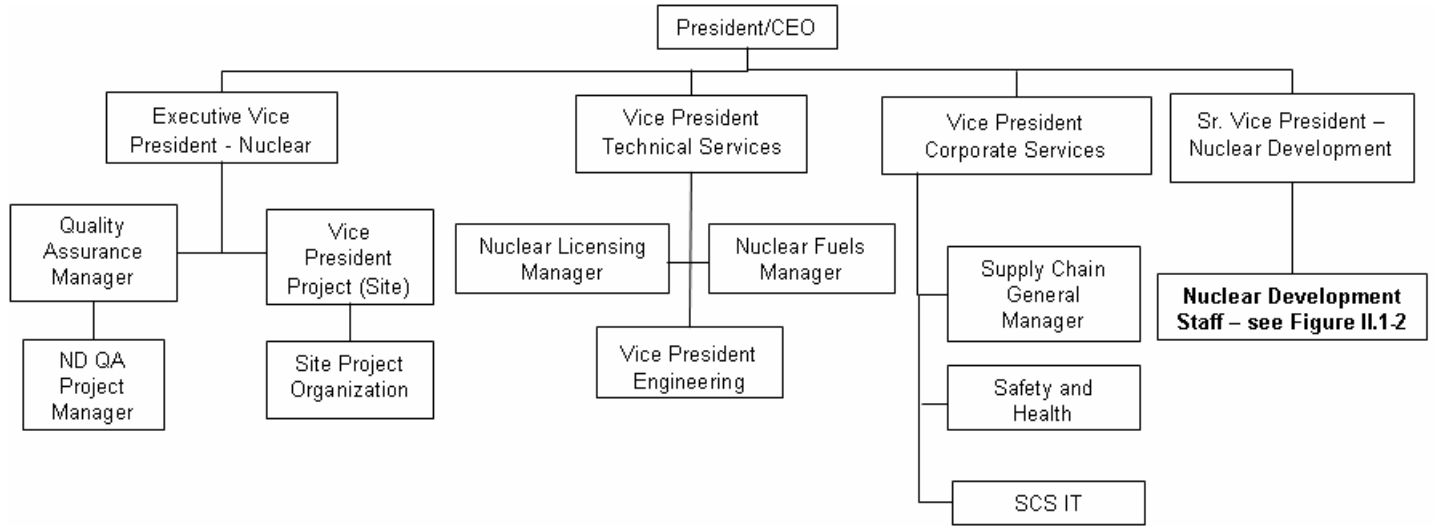 President/CEO
Executive Vice
President - Nuclear
Vice President
Technical Services
Vice President
Corporate Services
Sr. Vice President –
Nuclear Development
Quality
Assurance
Manager
Vice
President
Project (Site)
Nuclear Licensing
Manager
Nuclear Fuels
Manager
Supply Chain
General
Manager
Nuclear Development
Staff – see Figure II.1-2
ND QA
Project
Manager
Site Project
Organization
Vice President
Engineering
Safety and
Health
SCS IT